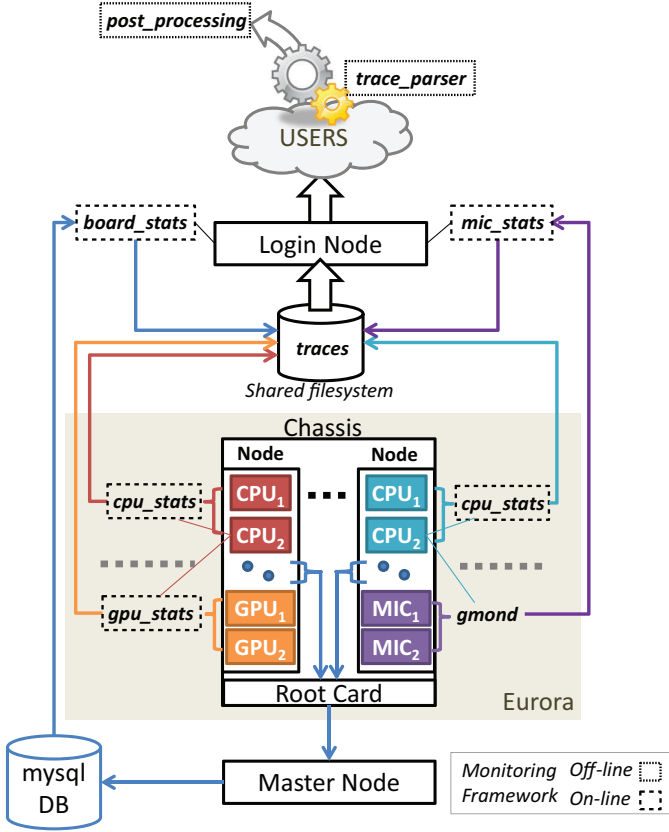 post_processing
trace_parser
USERS
board_stats
Login Node
mic_stats
traces
Shared filesystem
Chassis
Node
Node
cpu_stats
CPU1
CPU1
cpu_stats
CPU2
CPU2
gpu_stats
GPU1
MIC1
gmond
GPU2
MIC2
Root Card
Eurora
mysql
DB
Master Node
Monitoring Off-line
Framework On-line